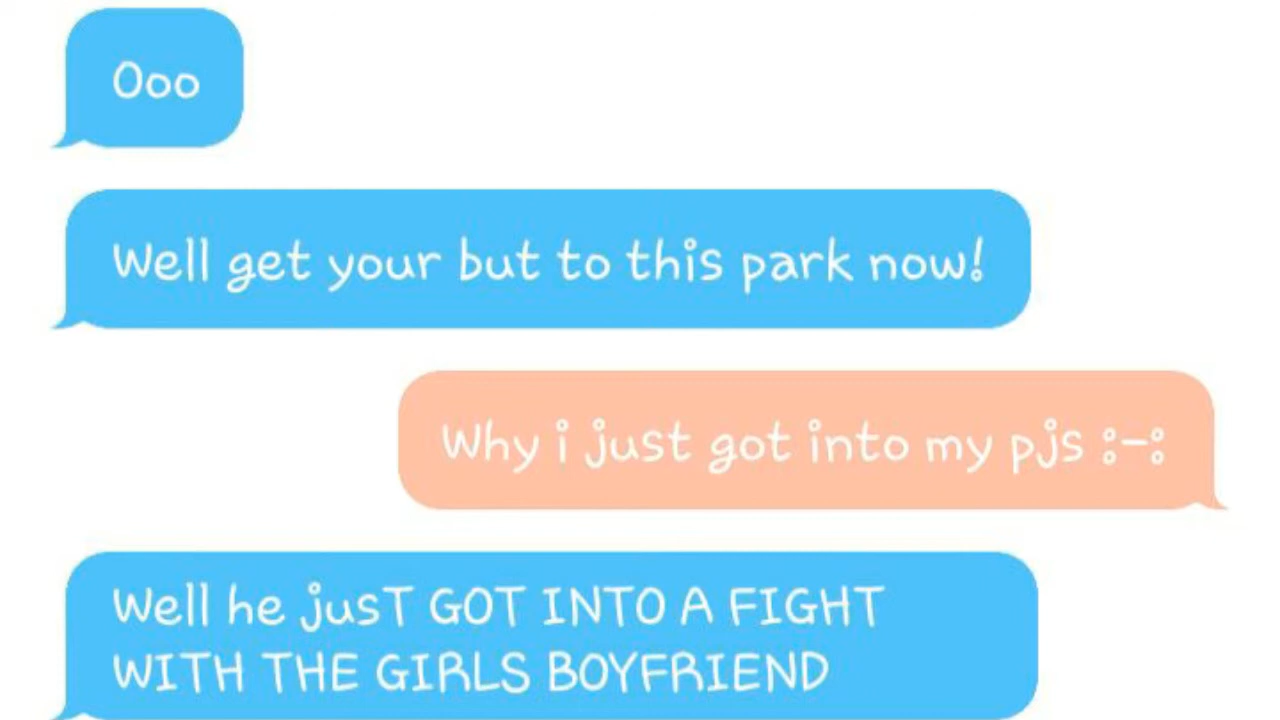 Ooo
Well get your but to this park now!
Why i just got into my pjs :-:
Well he jusT GOT INTO A FIGHT
WITH THE GIRLS BOYFRIEND